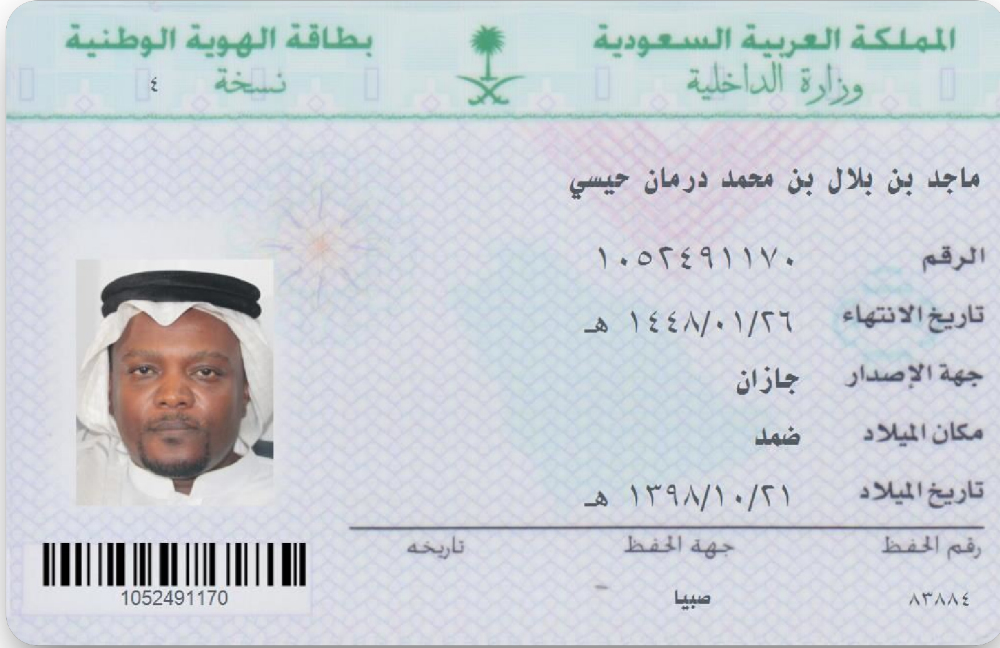 المملكة العربية السعودية
وزارة الداخلية
بطاقة الهوية الوطنية
نسخة ٤
ماجد بن بلال بن محمد درمان حيسي
الرقم ١٠٥٢٤٩١١٧٠
تاريخ الانتهاء ١٤٤٨/٠١/٢٦ هـ
جهة الإصدار جازان
مكان الميلاد ضمد
تاريخ الميلاد ١٣٩٨/١٠/٢١ هـ
رقم الحفظ جهة الحفظ تاريخه
٨٣٨٨٤ صبيا
1052491170